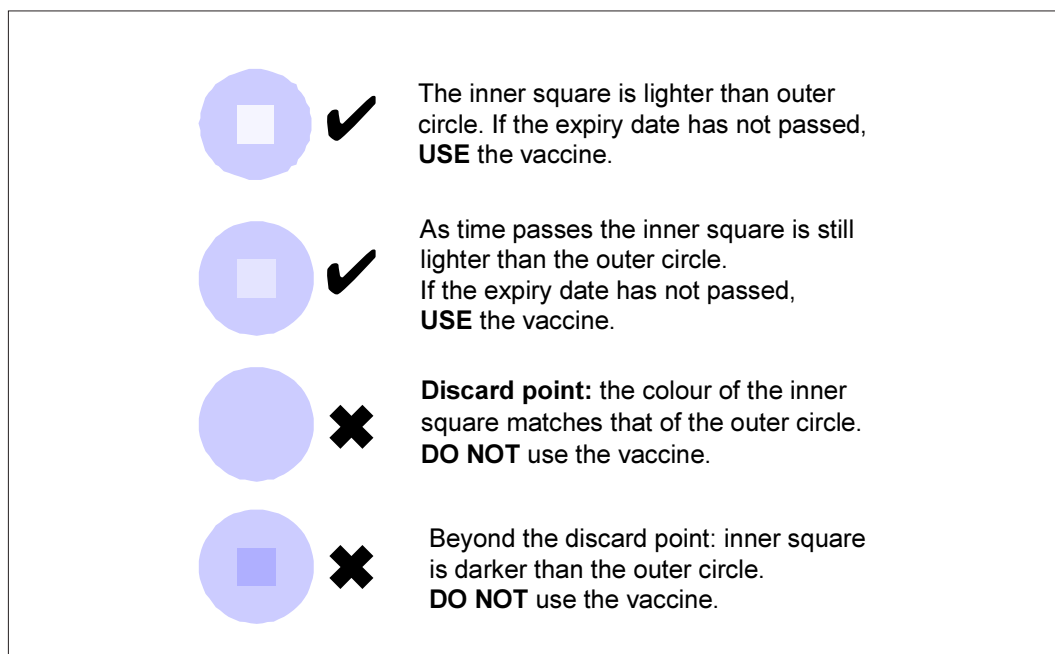 The inner square is lighter than outer
circle. If the expiry date has not passed,
USE the vaccine.
As time passes the inner square is still
lighter than the outer circle.
If the expiry date has not passed,
USE the vaccine.
Discard point: the colour of the inner
square matches that of the outer circle.
DO NOT use the vaccine.
Beyond the discard point: inner square
is darker than the outer circle.
DO NOT use the vaccine.